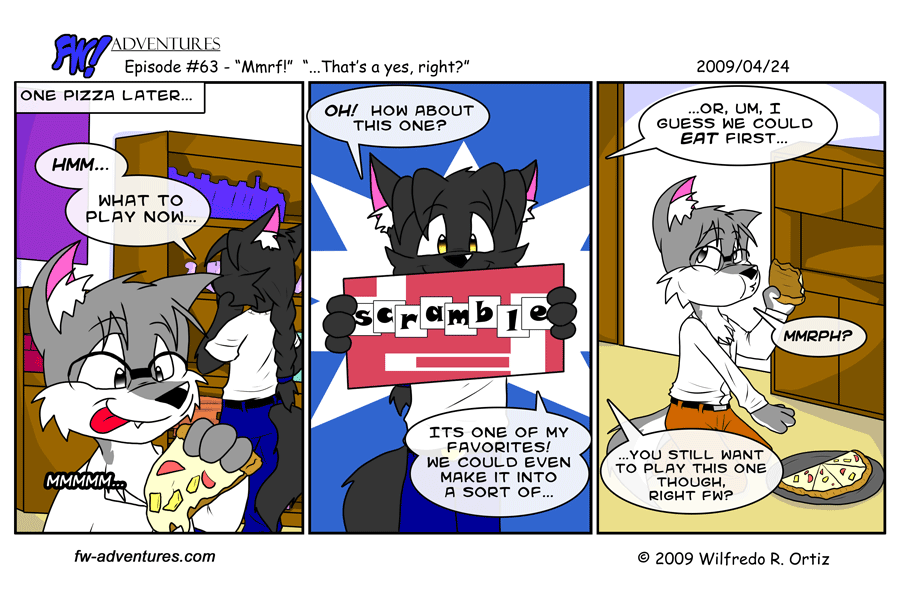 FW! ADVENTURES
Episode #63 - “Mmrf!” “...That’s a yes, right?”
2009/04/24
ONE PIZZA LATER...
HMM...
WHAT TO
PLAY NOW...
MMMMM...
OH! HOW ABOUT
THIS ONE?
scramble
ITS ONE OF MY
FAVORITES!
WE COULD EVEN
MAKE IT INTO
A SORT OF...
...OR, UM, I
GUESS WE COULD
EAT FIRST...
MMRPH?
...YOU STILL WANT
TO PLAY THIS ONE
THOUGH,
RIGHT FW?
fw-adventures.com
© 2009 Wilfredo R. Ortiz